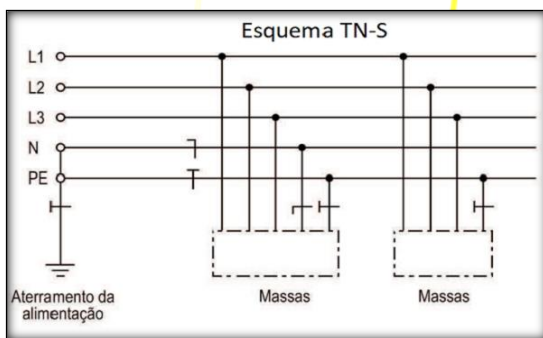 Esquema TN-S
L1
L2
L3
N
PE
Aterramento da
alimentação
Massas
Massas